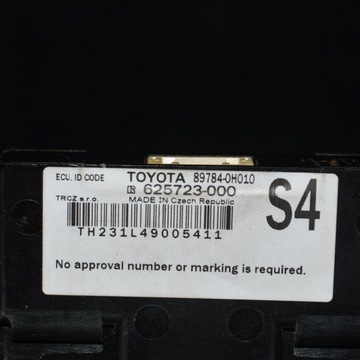 ECU, ID CODE TOYOTA 89784-0H010
625723-000
TRCZ s.r.o. MADE IN Czech Republic
S4
TH231L49005411
No approval number or marking is required.